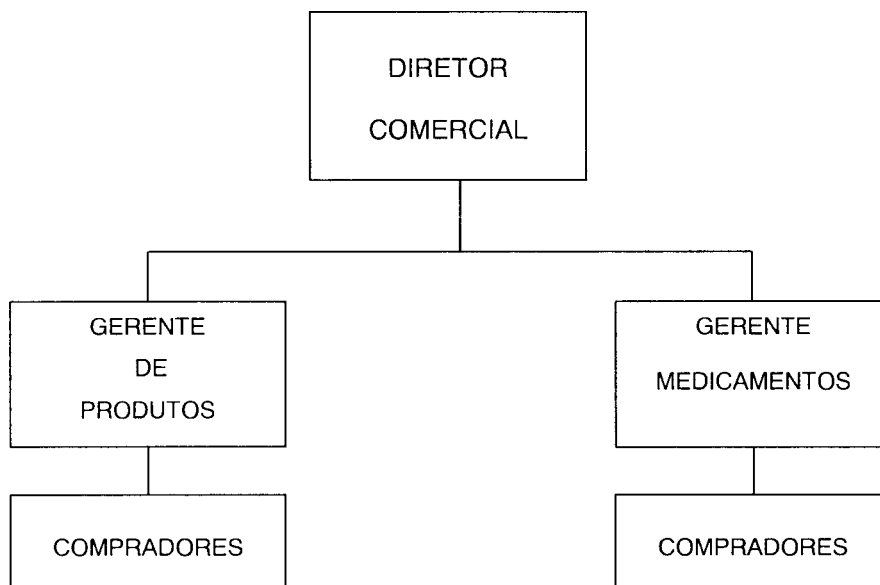 DIRETOR
COMERCIAL
GERENTE
DE
PRODUTOS
GERENTE
MEDICAMENTOS
COMPRADORES
COMPRADORES